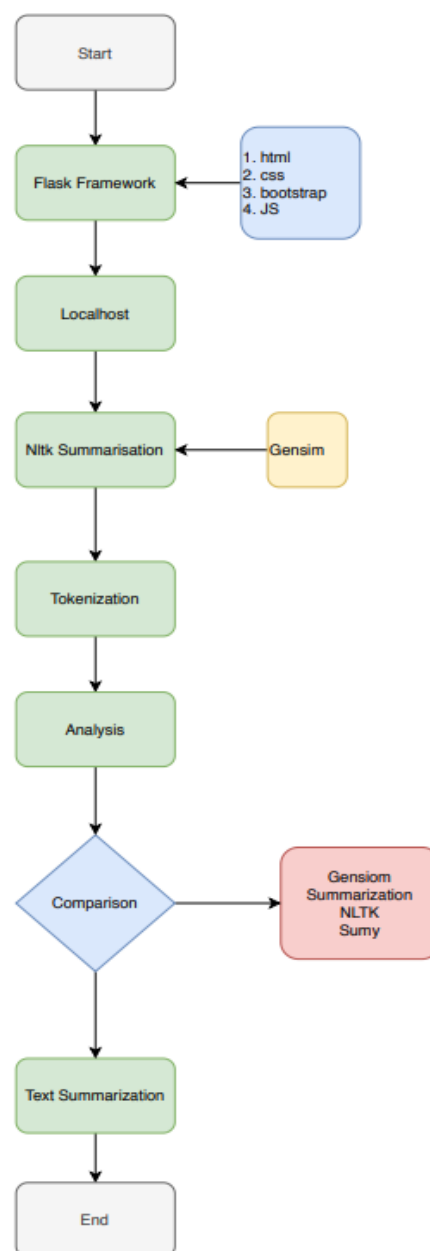 Start
Flask Framework
1. html
2. css
3. bootstrap
4. JS
Localhost
Nltk Summarisation
Gensim
Tokenization
Analysis
Comparison
Gensiom
Summarization
NLTK
Sumy
Text Summarization
End